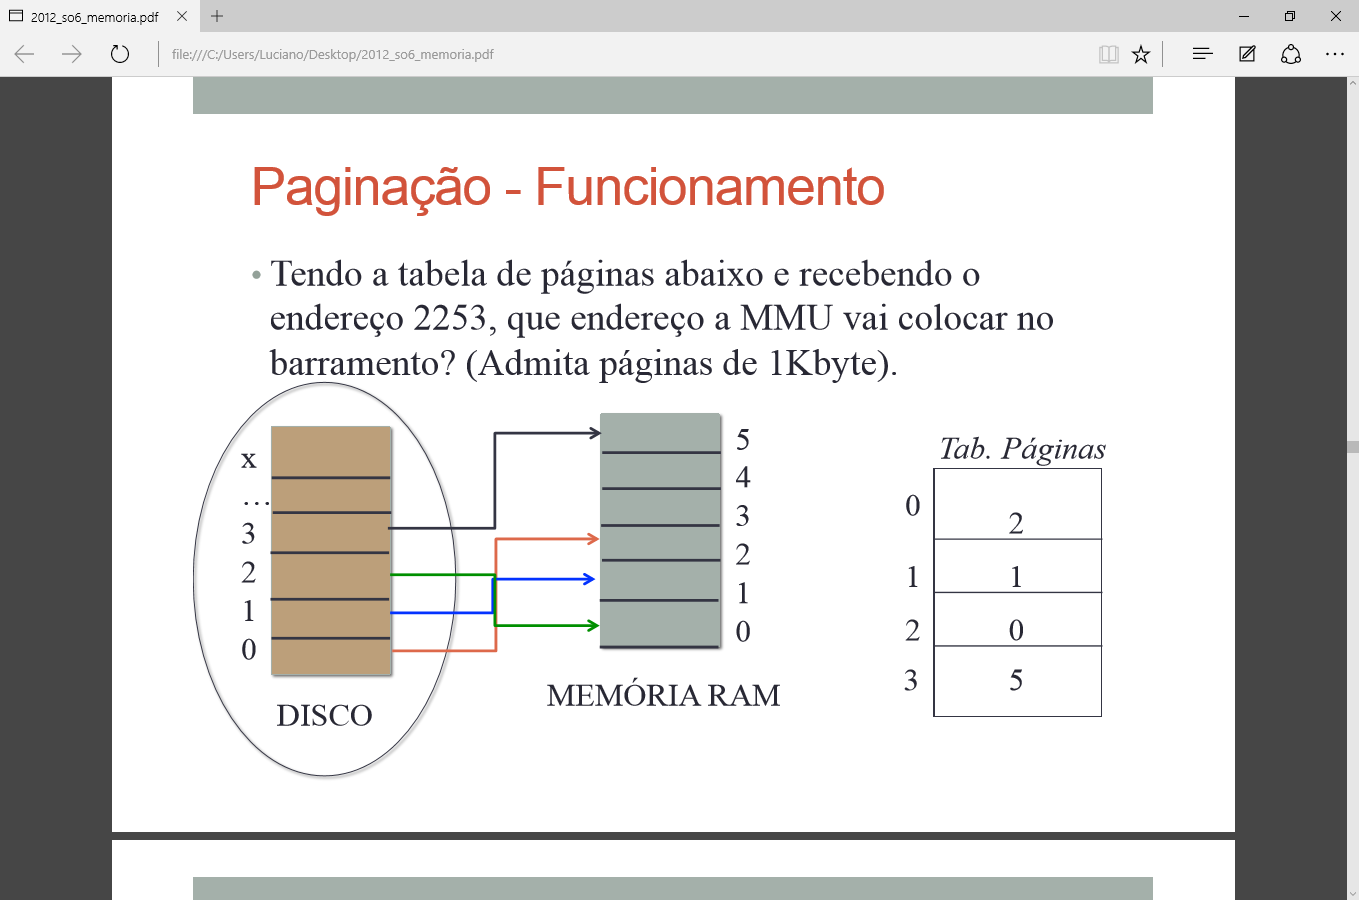 2012_so6_memoria.pdf
file:///C:/Users/Luciano/Desktop/2012_so6_memoria.pdf
Paginação - Funcionamento
• Tendo a tabela de páginas abaixo e recebendo o
endereço 2253, que endereço a MMU vai colocar no
barramento? (Admita páginas de 1Kbyte).
x
...
3
2
1
0
DISCO
5
4
3
2
1
0
MEMÓRIA RAM
Tab. Páginas
0 2
1 1
2 0
3 5